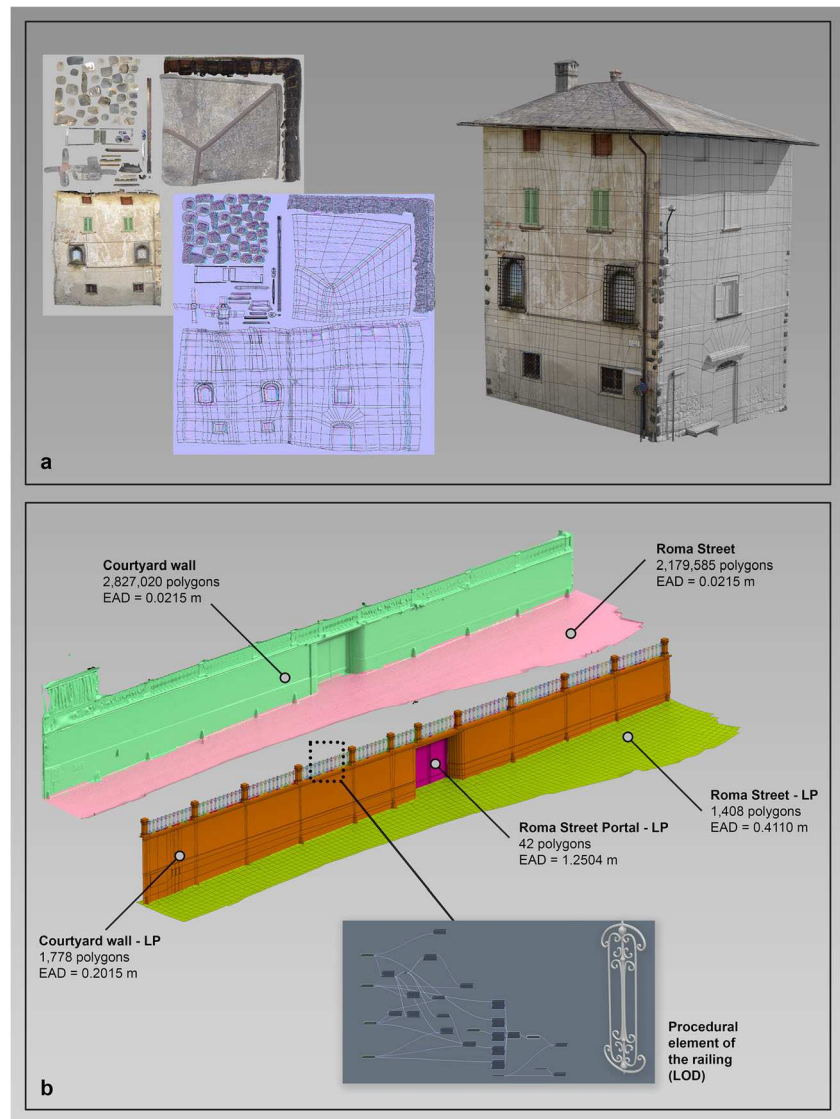 a
Courtyard wall
2,827,020 polygons
EAD = 0.0215 m
Roma Street
2,179,585 polygons
EAD = 0.0215 m
Roma Street - LP
1,408 polygons
EAD = 0.4110 m
Roma Street Portal - LP
42 polygons
EAD = 1.2504 m
Courtyard wall - LP
1,778 polygons
EAD = 0.2015 m
Procedural
element of
the railing
(LOD)
b